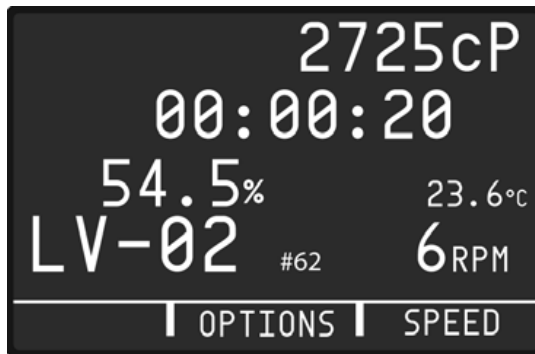 2725cP
00:00:20
54.5% 23.6°C
LV-02 #62 6RPM
OPTIONS SPEED